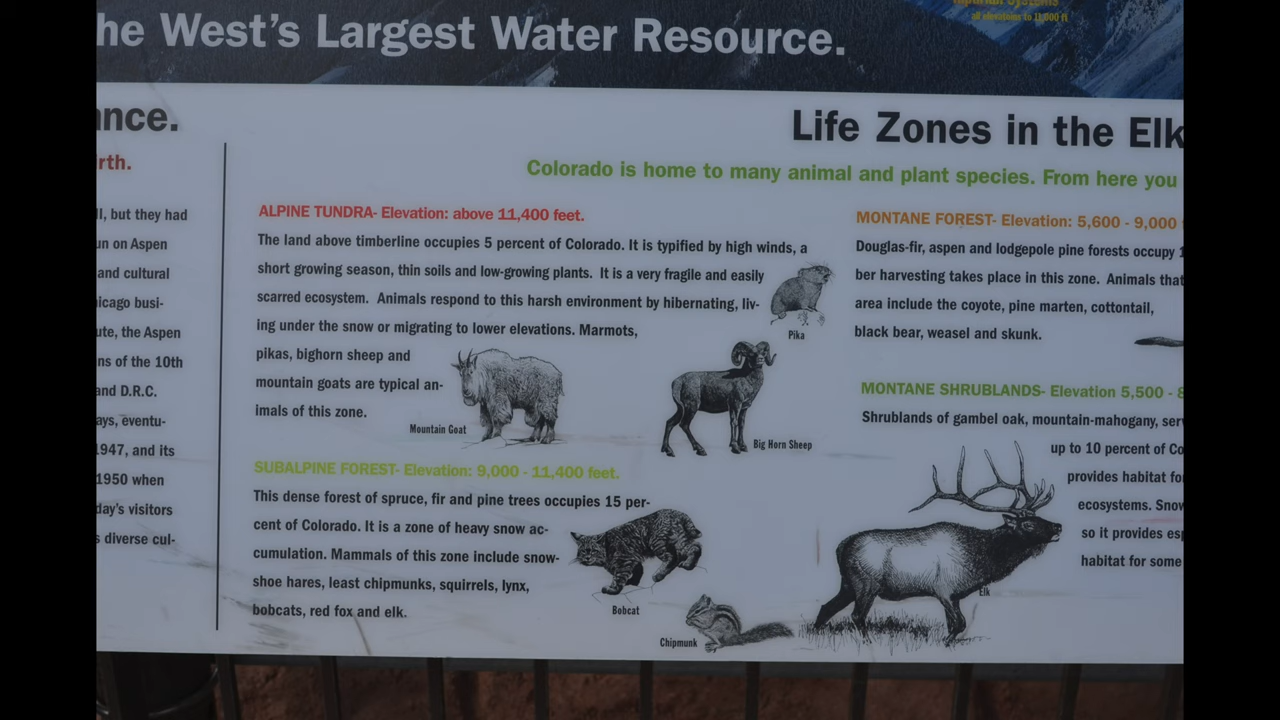 all elevations to 11,000 ft
he West's Largest Water Resource.
ance.
rth.
ll, but they had
un on Aspen
and cultural
icago busi-
ute, the Aspen
ns of the 10th
and D.R.C.
ays, eventu-
1947, and its
1950 when
day's visitors
s diverse cul-
Life Zones in the Elk
Colorado is home to many animal and plant species. From here you
ALPINE TUNDRA- Elevation: above 11,400 feet.
The land above timberline occupies 5 percent of Colorado. It is typified by high winds, a
short growing season, thin soils and low-growing plants. It is a very fragile and easily
scarred ecosystem. Animals respond to this harsh environment by hibernating, liv-
ing under the snow or migrating to lower elevations. Marmots,
pikas, bighorn sheep and
mountain goats are typical an-
imals of this zone.
Pika
Mountain Goat
Big Horn Sheep
SUBALPINE FOREST- Elevation: 9,000 - 11,400 feet.
This dense forest of spruce, fir and pine trees occupies 15 per-
cent of Colorado. It is a zone of heavy snow ac-
cumulation. Mammals of this zone include snow-
shoe hares, least chipmunks, squirrels, lynx,
bobcats, red fox and elk.
Bobcat
Chipmunk
MONTANE FOREST- Elevation: 5,600 - 9,000
Douglas-fir, aspen and lodgepole pine forests occupy 1
ber harvesting takes place in this zone. Animals that
area include the coyote, pine marten, cottontail,
black bear, weasel and skunk.
MONTANE SHRUBLANDS- Elevation 5,500 - 8
Shrublands of gambel oak, mountain-mahogany, ser
up to 10 percent of Co
provides habitat fo
ecosystems. Snow
so it provides esp
habitat for some
Elk